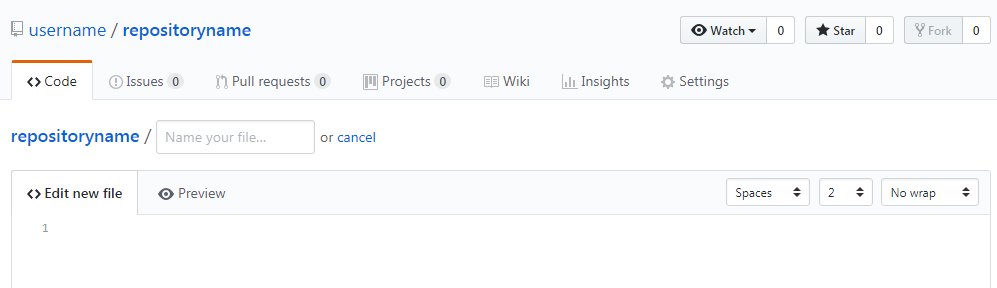 username / repositoryname Watch 0 Star 0 Fork 0
Code Issues 0 Pull requests 0 Projects 0 Wiki Insights Settings
repositoryname / Name your file... or cancel
Edit new file Preview Spaces 2 No wrap
1